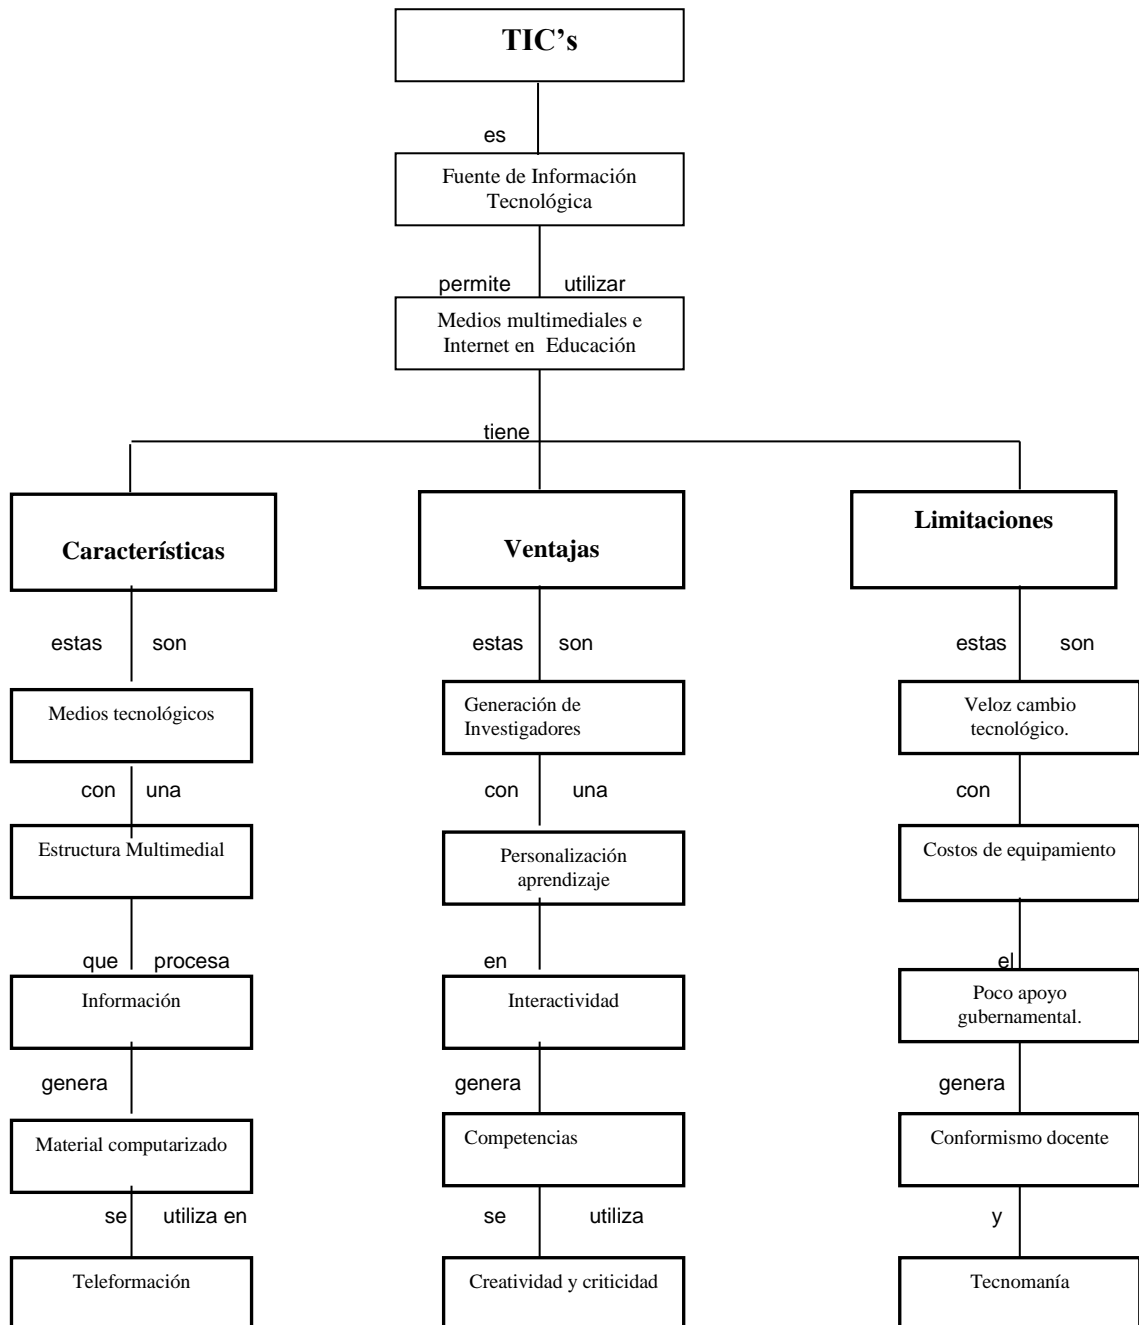 TIC’s
es
Fuente de Información
Tecnológica
permite utilizar
Medios multimediales e
Internet en Educación
tiene
Características
estas son
Medios tecnológicos
con una
Estructura Multimedial
que procesa
Información
genera
Material computarizado
se utiliza en
Teleformación
Ventajas
estas son
Generación de
Investigadores
con una
Personalización
aprendizaje
en
Interactividad
genera
Competencias
se utiliza
Creatividad y criticidad
Limitaciones
estas son
Veloz cambio
tecnológico.
con
Costos de equipamiento
el
Poco apoyo
gubernamental.
genera
Conformismo docente
y
Tecnomanía